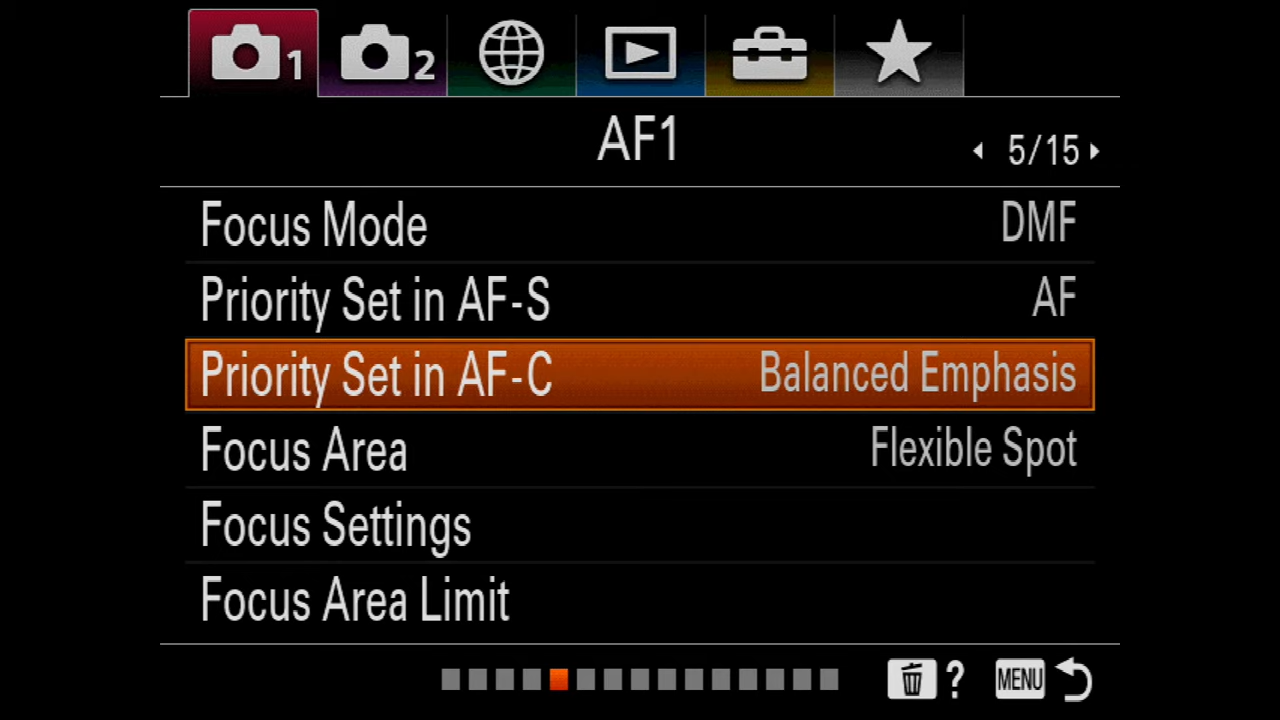 1 2
AF1
5/15
Focus Mode DMF
Priority Set in AF-S AF
Priority Set in AF-C Balanced Emphasis
Focus Area Flexible Spot
Focus Settings
Focus Area Limit
? MENU